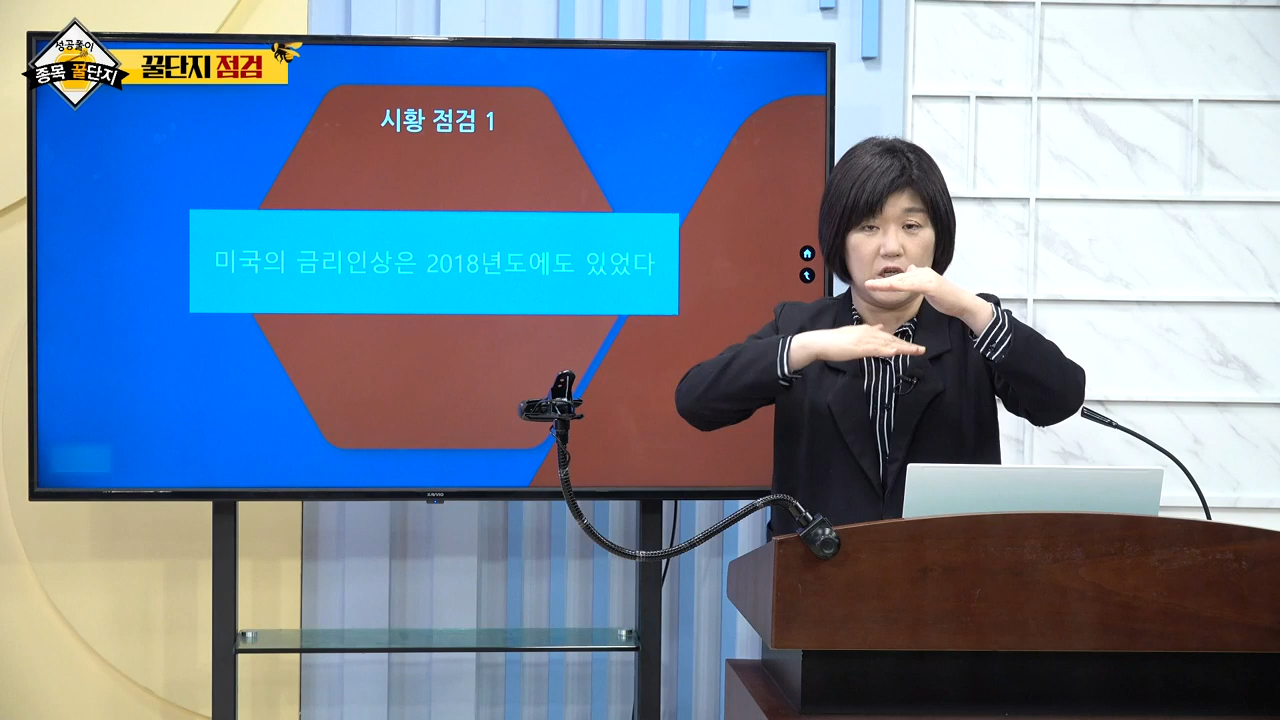 성공풀이
종목 꿀단지
꿀단지 점검
시황 점검 1
미국의 금리인상은 2018년도에도 있었다